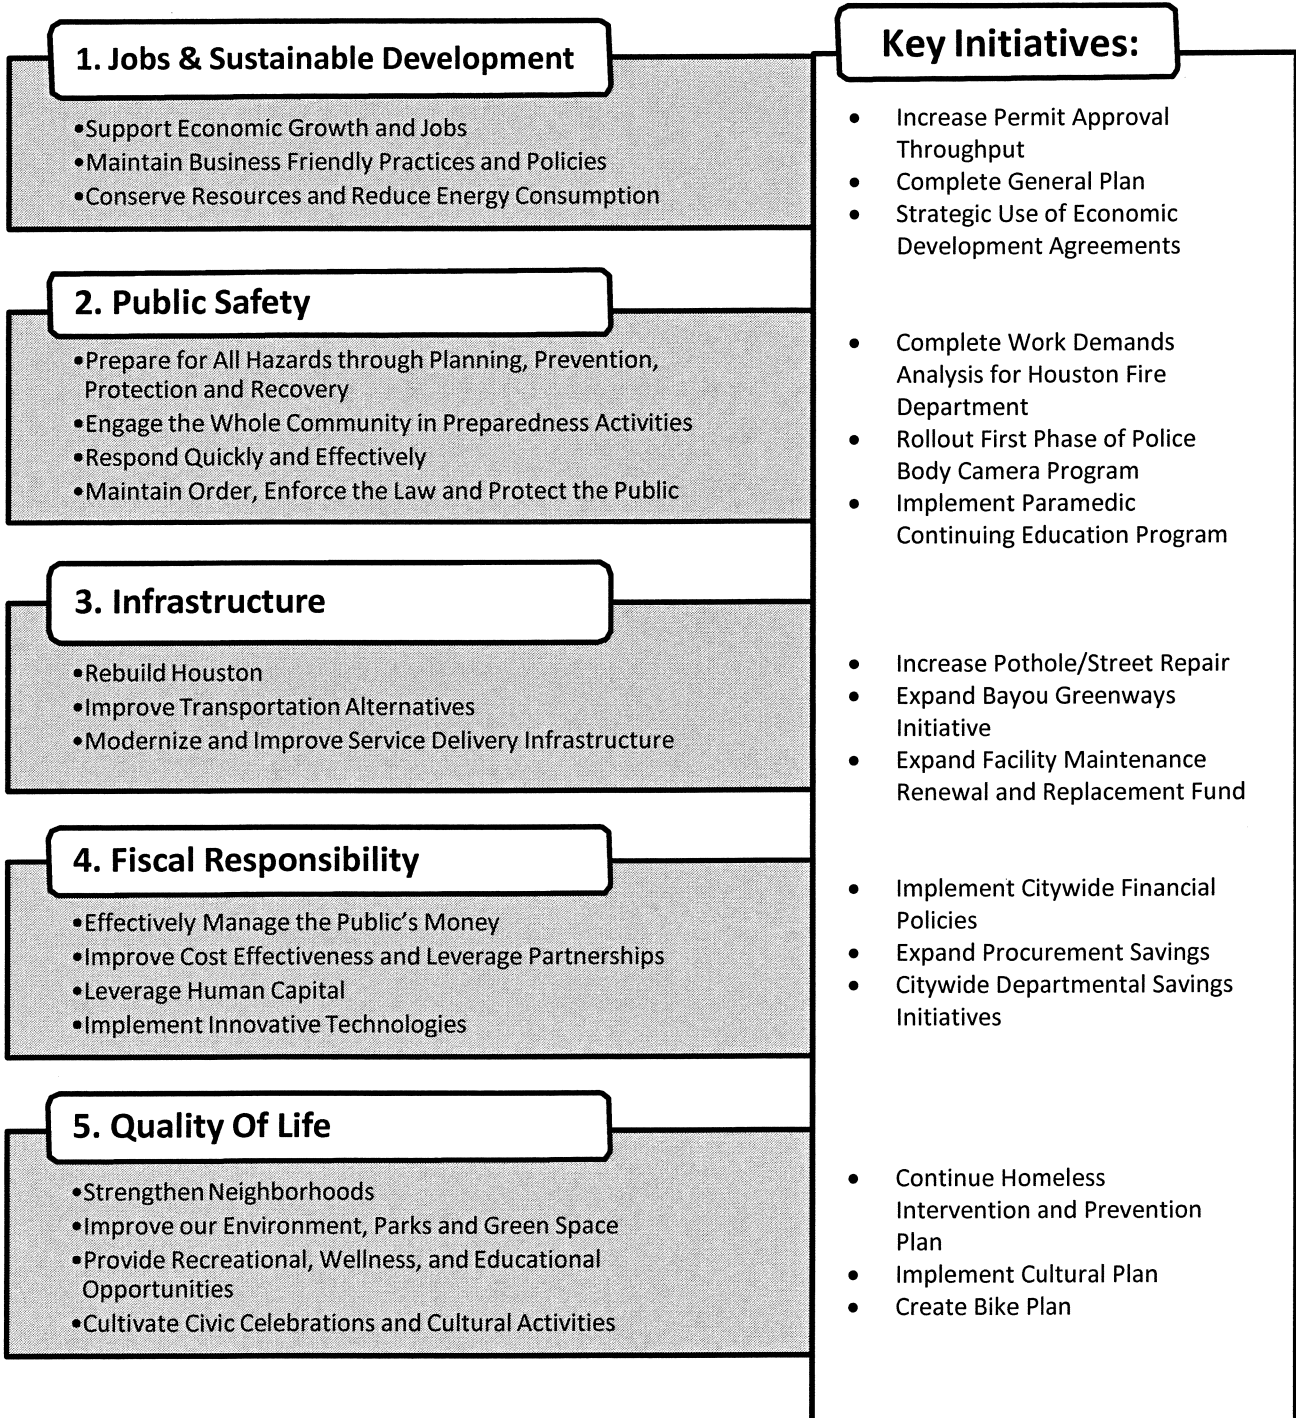 1. Jobs & Sustainable Development
•Support Economic Growth and Jobs
•Maintain Business Friendly Practices and Policies
•Conserve Resources and Reduce Energy Consumption
2. Public Safety
•Prepare for All Hazards through Planning, Prevention,
Protection and Recovery
•Engage the Whole Community in Preparedness Activities
•Respond Quickly and Effectively
•Maintain Order, Enforce the Law and Protect the Public
3. Infrastructure
•Rebuild Houston
•Improve Transportation Alternatives
•Modernize and Improve Service Delivery Infrastructure
4. Fiscal Responsibility
•Effectively Manage the Public’s Money
•Improve Cost Effectiveness and Leverage Partnerships
•Leverage Human Capital
•Implement Innovative Technologies
5. Quality Of Life
•Strengthen Neighborhoods
•Improve our Environment, Parks and Green Space
•Provide Recreational, Wellness, and Educational
Opportunities
•Cultivate Civic Celebrations and Cultural Activities
Key Initiatives:
• Increase Permit Approval
Throughput
• Complete General Plan
• Strategic Use of Economic
Development Agreements
• Complete Work Demands
Analysis for Houston Fire
Department
• Rollout First Phase of Police
Body Camera Program
• Implement Paramedic
Continuing Education Program
• Increase Pothole/Street Repair
• Expand Bayou Greenways
Initiative
• Expand Facility Maintenance
Renewal and Replacement Fund
• Implement Citywide Financial
Policies
• Expand Procurement Savings
• Citywide Departmental Savings
Initiatives
• Continue Homeless
Intervention and Prevention
Plan
• Implement Cultural Plan
• Create Bike Plan